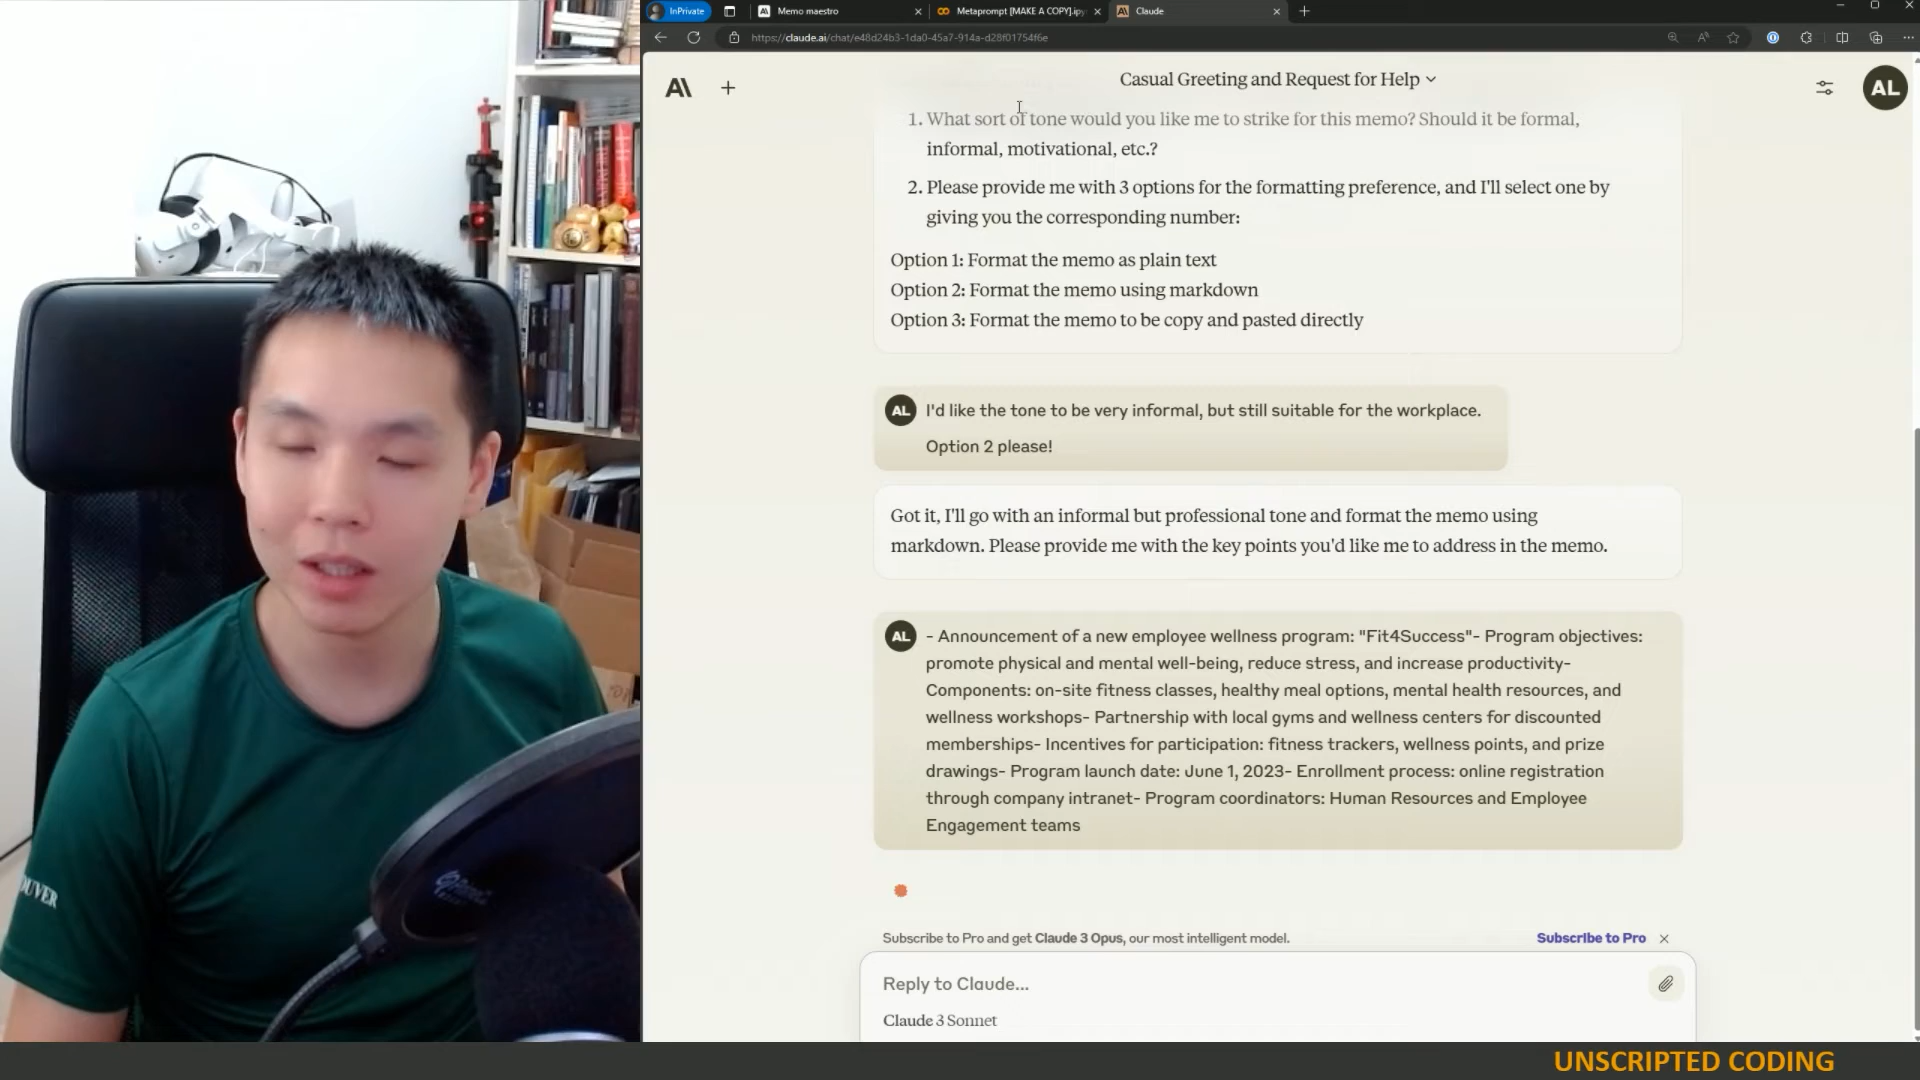 InPrivate
Memo maestro
Metaprompt [MAKE A COPY].ipy
Claude
https://claude.ai/chat/e48d24b3-1da0-45a7-914a-d28f01754f6e
Casual Greeting and Request for Help
AL
1. What sort of tone would you like me to strike for this memo? Should it be formal,
informal, motivational, etc.?
2. Please provide me with 3 options for the formatting preference, and I'll select one by
giving you the corresponding number:
Option 1: Format the memo as plain text
Option 2: Format the memo using markdown
Option 3: Format the memo to be copy and pasted directly
AL I'd like the tone to be very informal, but still suitable for the workplace.
Option 2 please!
Got it, I'll go with an informal but professional tone and format the memo using
markdown. Please provide me with the key points you'd like me to address in the memo.
AL - Announcement of a new employee wellness program: "Fit4Success"- Program objectives:
promote physical and mental well-being, reduce stress, and increase productivity-
Components: on-site fitness classes, healthy meal options, mental health resources, and
wellness workshops- Partnership with local gyms and wellness centers for discounted
memberships- Incentives for participation: fitness trackers, wellness points, and prize
drawings- Program launch date: June 1, 2023- Enrollment process: online registration
through company intranet- Program coordinators: Human Resources and Employee
Engagement teams
Subscribe to Pro and get Claude 3 Opus, our most intelligent model.
Subscribe to Pro
Reply to Claude...
Claude 3 Sonnet
UNSCRIPTED CODING